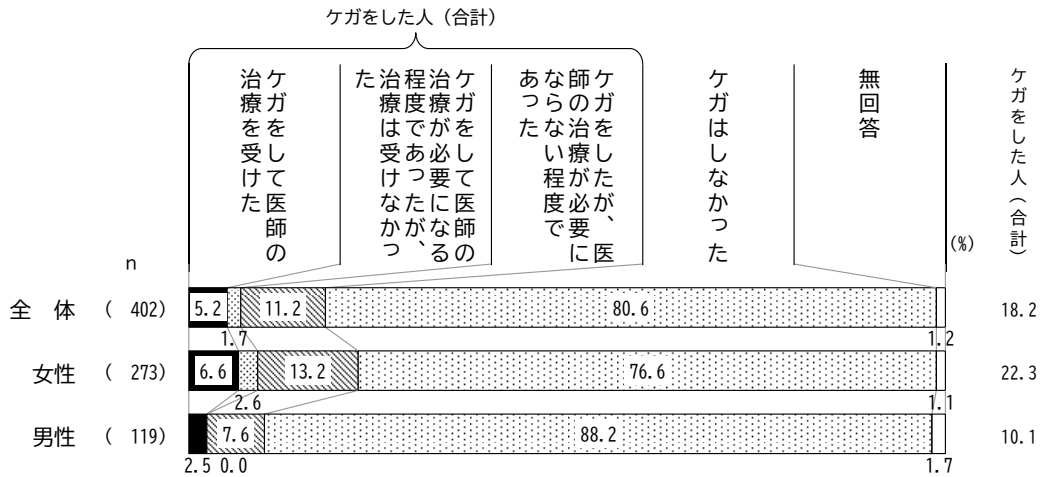 ケガをした人（合計）
ケガをして医師の
治療を受けた
ケガをして医師の
治療が必要になる
程度であったが、
治療は受けなかっ
た
ケガをしたが、医
師の治療が必要に
ならない程度で
あった
ケガはしなかった
無回答
ケガをした人（合計）
(%)
n
全　体 ( 402) 5.2 11.2 80.6 18.2
1.7 1.2
女性 ( 273) 6.6 13.2 76.6 22.3
2.6 1.1
男性 ( 119) 7.6 88.2 10.1
2.5 0.0 1.7